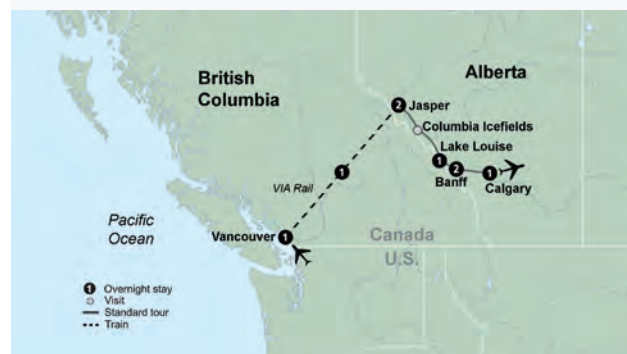 British
Columbia
Alberta
2
Jasper
Columbia Icefields
Lake Louise
1
2
1
Banff
Calgary
1
VIA Rail
Pacific
Ocean
Vancouver
1
Canada
U.S.
1 Overnight stay
Visit
Standard tour
Train